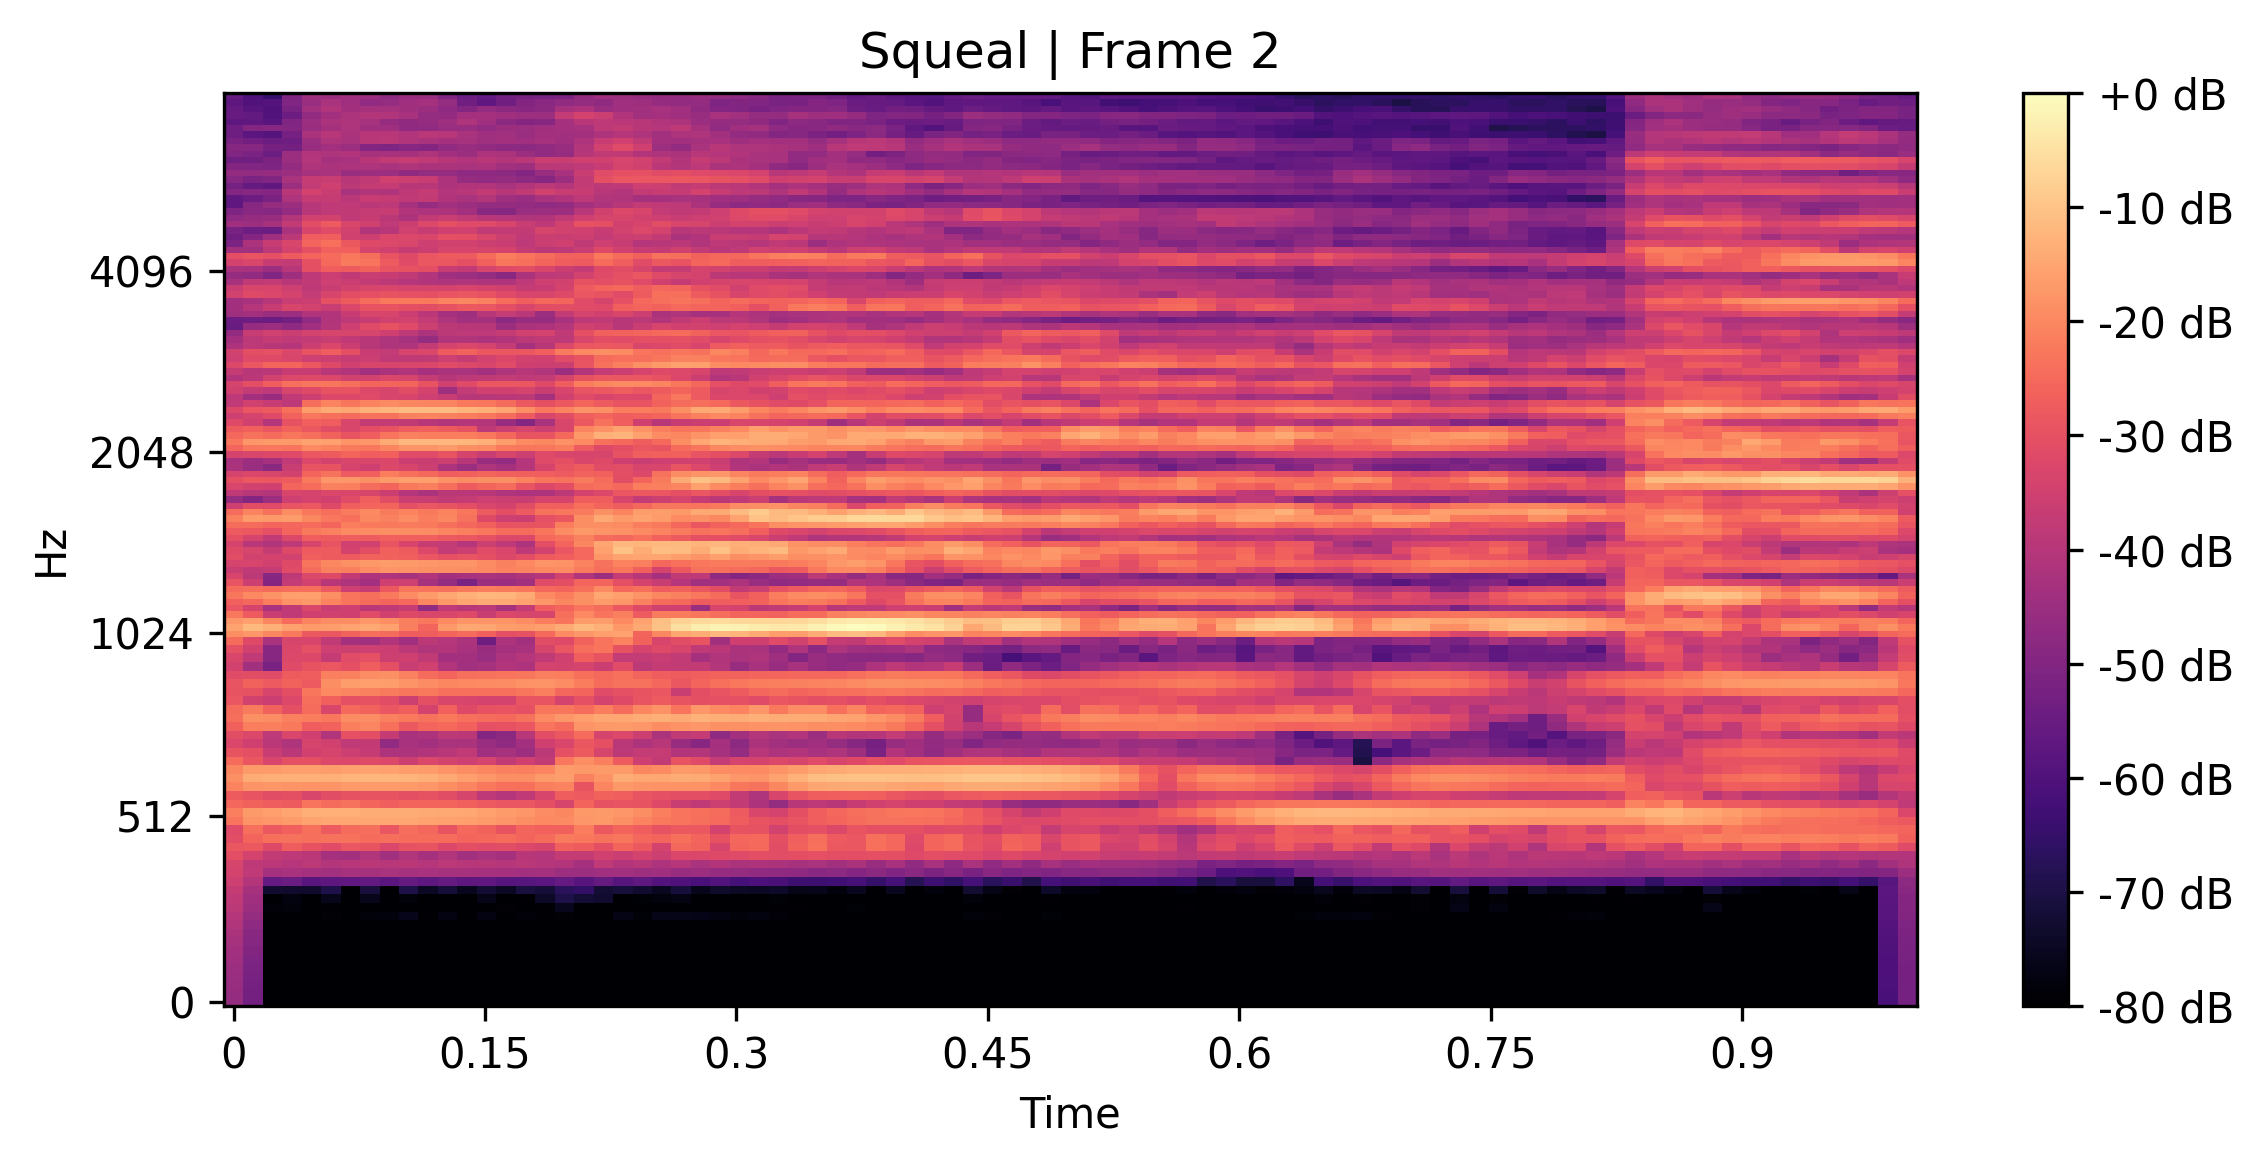 Squeal | Frame 2
Hz
4096
2048
1024
512
0
0 0.15 0.3 0.45 0.6 0.75 0.9
Time
+0 dB
-10 dB
-20 dB
-30 dB
-40 dB
-50 dB
-60 dB
-70 dB
-80 dB